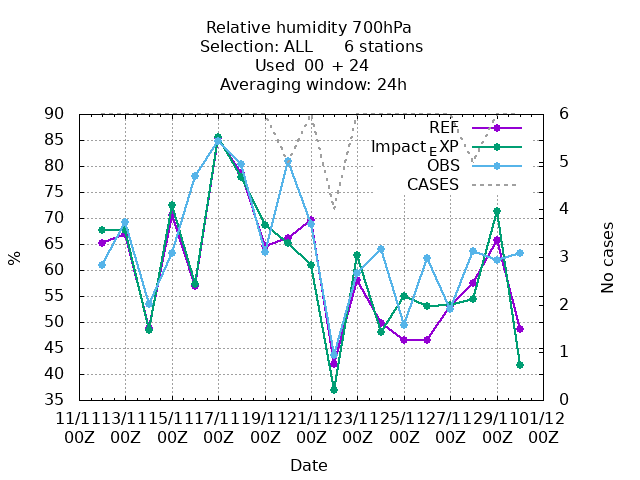 Relative humidity 700hPa
Selection: ALL      6 stations
Used  00  + 24
Averaging window: 24h
90
85
80
75
70
65
60
55
50
45
40
35
%
6
5
4
3
2
1
0
No cases
REF
Impact_EXP
OBS
CASES
11/11 13/11 15/11 17/11 19/11 21/11 23/11 25/11 27/11 29/11 01/12
00Z 00Z 00Z 00Z 00Z 00Z 00Z 00Z 00Z 00Z 00Z
Date